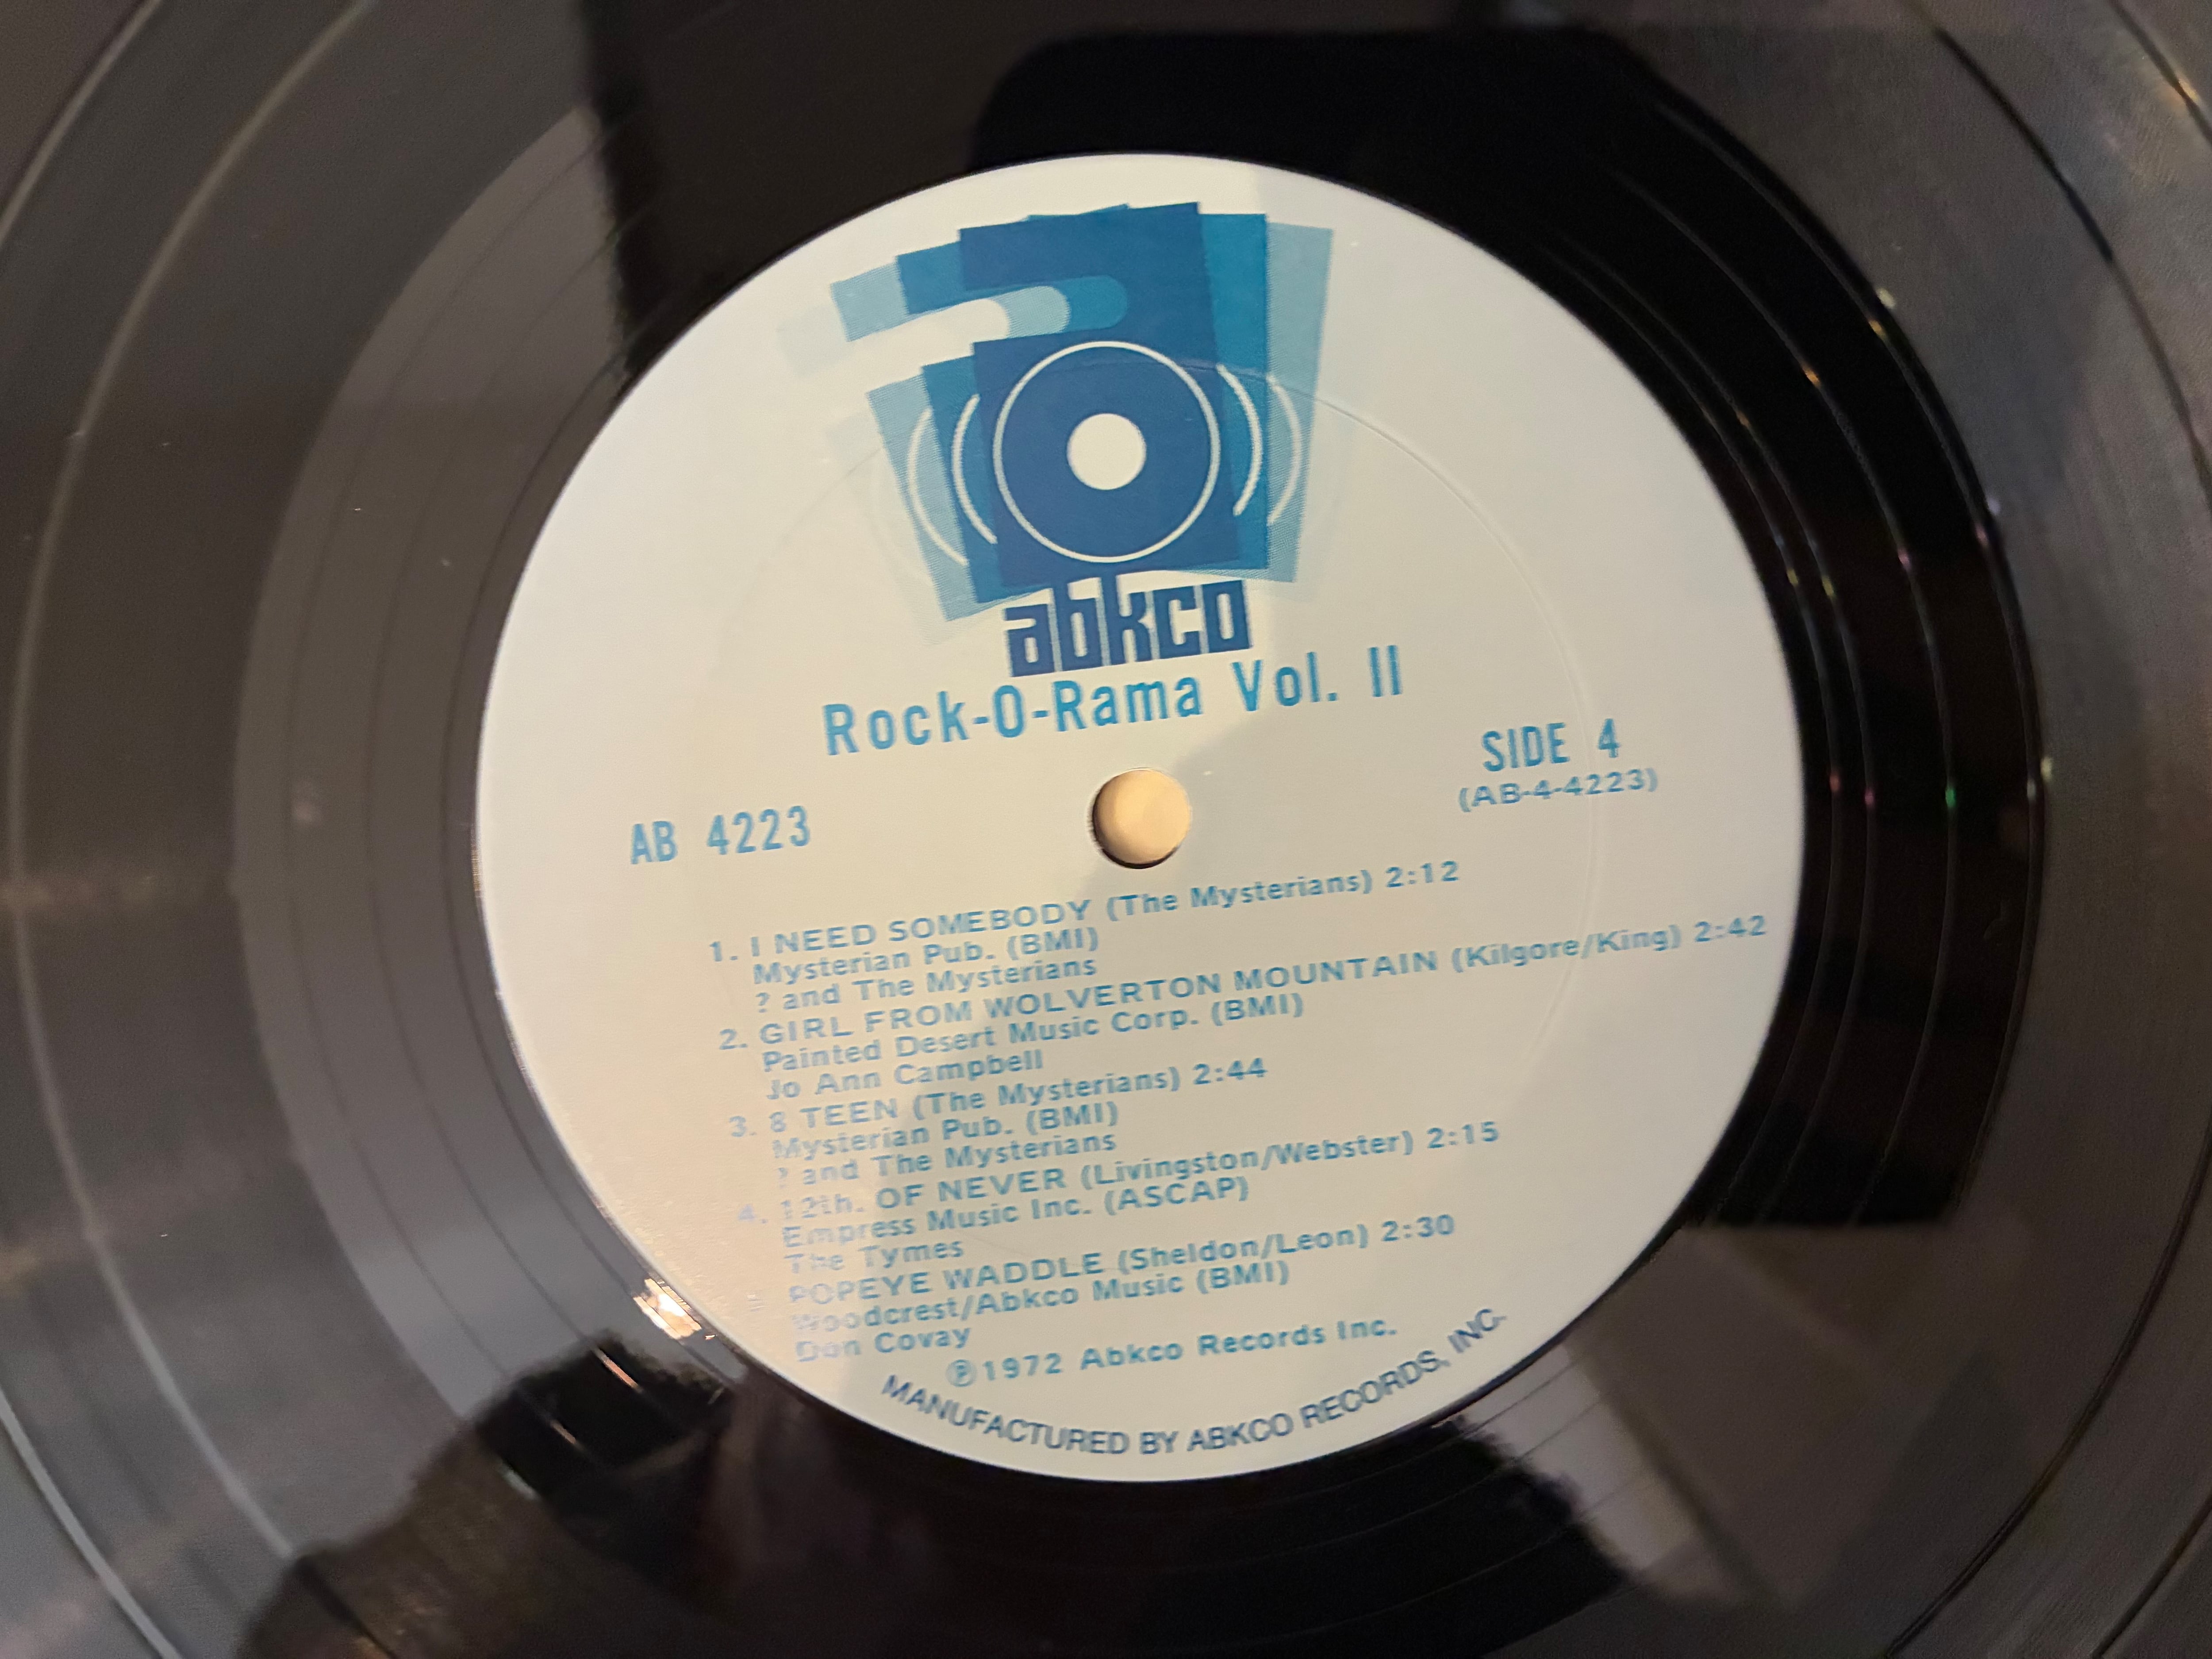 abkco
Rock-O-Rama Vol. II
SIDE 4
(AB-4-4223)
AB 4223
1. I NEED SOMEBODY (The Mysterians) 2:12
Mysterian Pub. (BMI)
? and The Mysterians
2. GIRL FROM WOLVERTON MOUNTAIN (Kilgore/King) 2:42
Painted Desert Music Corp. (BMI)
Jo Ann Campbell
3. 8 TEEN (The Mysterians) 2:44
Mysterian Pub. (BMI)
? and The Mysterians
4. 12th. OF NEVER (Livingston/Webster) 2:15
Empress Music Inc. (ASCAP)
The Tymes
POPEYE WADDLE (Sheldon/Leon) 2:30
Woodcrest/Abkco Music (BMI)
Don Covay
℗1972 Abkco Records Inc.
MANUFACTURED BY ABKCO RECORDS, INC.